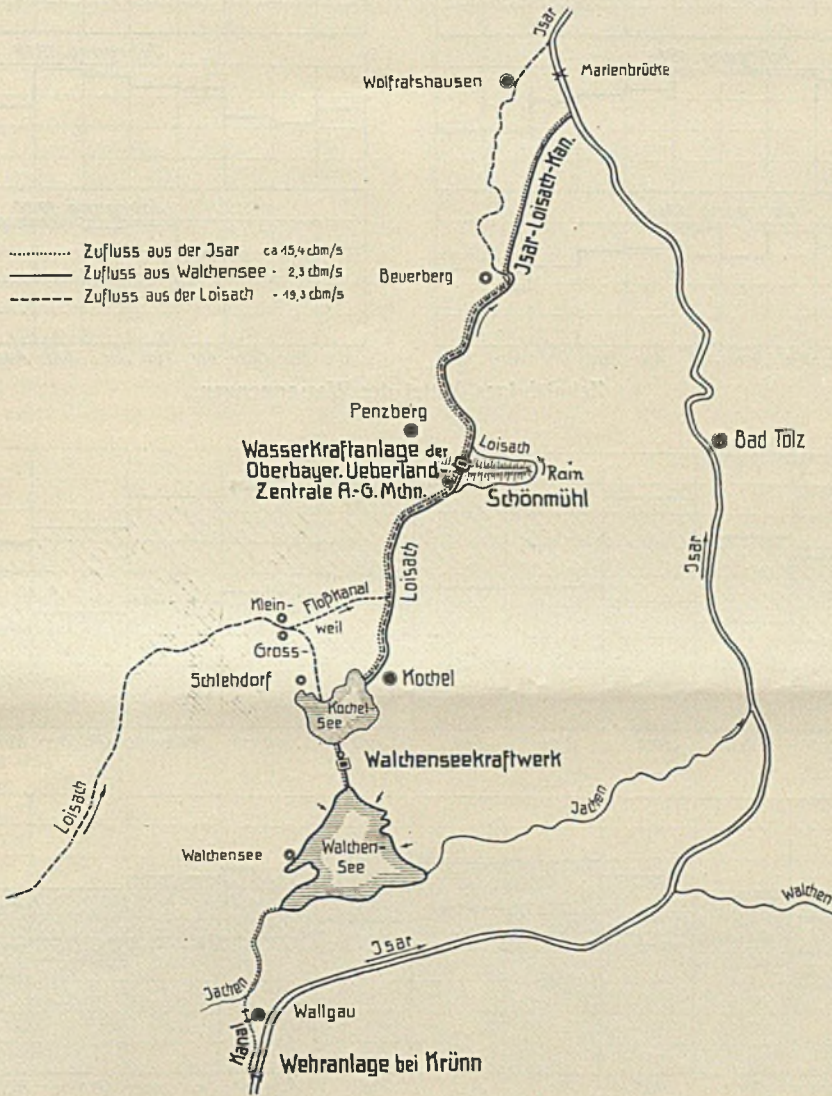 Isar
Wolfratshausen
Marienbrücke
Isar-Loisach-Kan.
Zufluss aus der Isar ca 15,4 cbm/s
Zufluss aus Walchensee - 2,3 cbm/s
Zufluss aus der Loisach - 19,3 cbm/s
Beuerberg
Penzberg
Bad Tölz
Wasserkraftanlage der
Oberbayer. Ueberland-
Zentrale A.-G. Mchn.
Loisach
Rain
Schönmühl
Isar
Loisach
Klein-
Floßkanal
weil
Gross-
Schlehdorf
Kochel
Kochel-
See
Walchenseekraftwerk
Loisach
Jachen
Walchensee
Walchen-
See
Walchen
Isar
Jachen
Wallgau
Kanal
Wehranlage bei Krünn